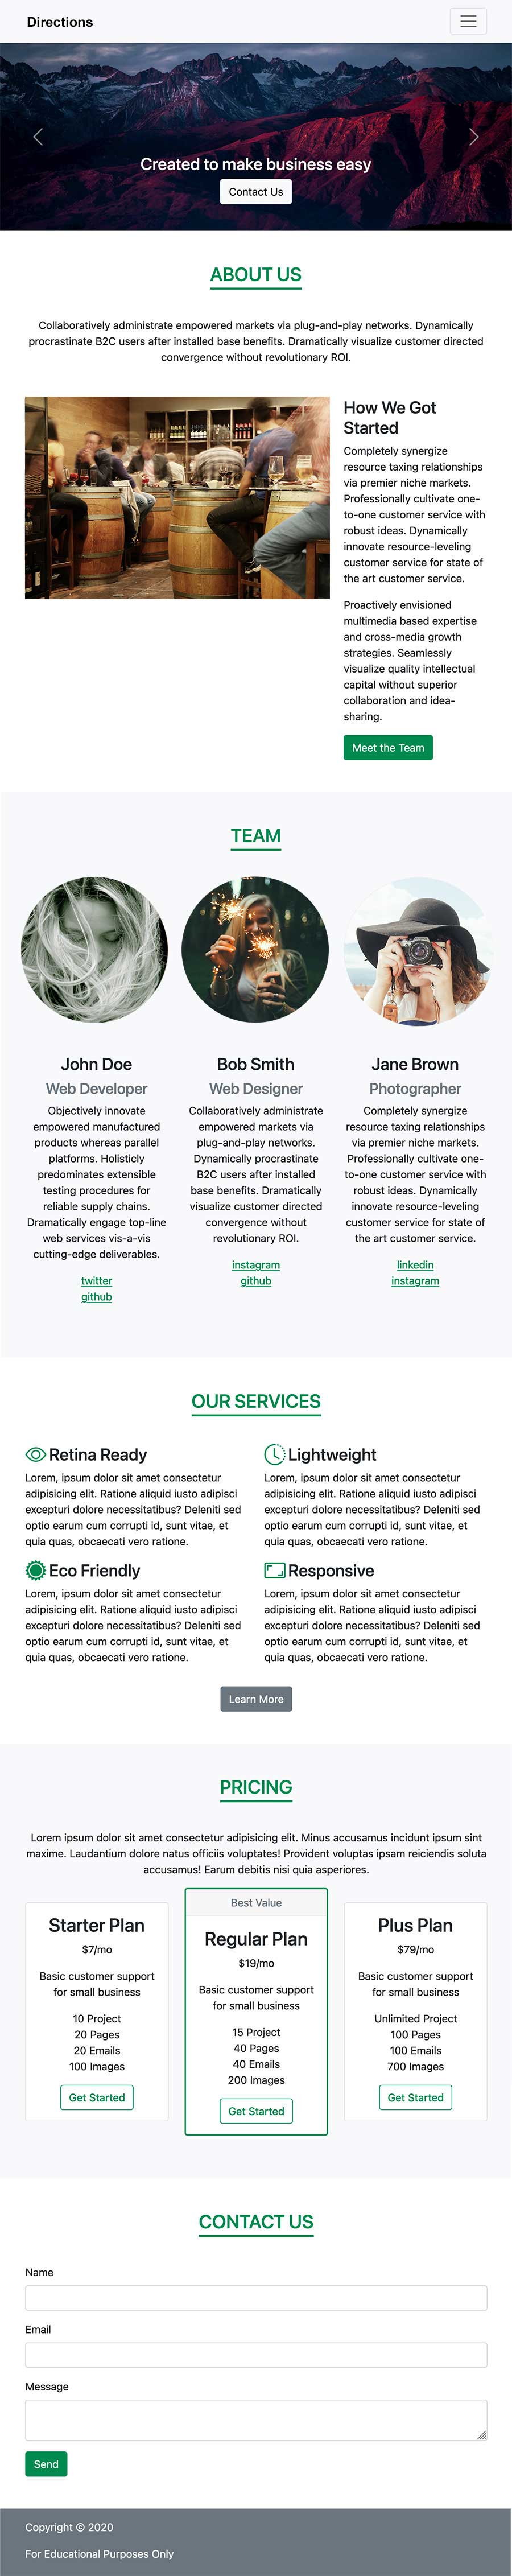 Directions
Created to make business easy
Contact Us
ABOUT US
Collaboratively administrate empowered markets via plug-and-play networks. Dynamically
procrastinate B2C users after installed base benefits. Dramatically visualize customer directed
convergence without revolutionary ROI.
How We Got
Started
Completely synergize
resource taxing relationships
via premier niche markets.
Professionally cultivate one-
to-one customer service with
robust ideas. Dynamically
innovate resource-leveling
customer service for state of
the art customer service.
Proactively envisioned
multimedia based expertise
and cross-media growth
strategies. Seamlessly
visualize quality intellectual
capital without superior
collaboration and idea-
sharing.
Meet the Team
TEAM
John Doe
Web Developer
Objectively innovate
empowered manufactured
products whereas parallel
platforms. Holisticly
predominates extensible
testing procedures for
reliable supply chains.
Dramatically engage top-line
web services vis-a-vis
cutting-edge deliverables.
twitter
github
Bob Smith
Web Designer
Collaboratively administrate
empowered markets via
plug-and-play networks.
Dynamically procrastinate
B2C users after installed
base benefits. Dramatically
visualize customer directed
convergence without
revolutionary ROI.
instagram
github
Jane Brown
Photographer
Completely synergize
resource taxing relationships
via premier niche markets.
Professionally cultivate one-
to-one customer service with
robust ideas. Dynamically
innovate resource-leveling
customer service for state of
the art customer service.
linkedin
instagram
OUR SERVICES
Retina Ready
Lorem, ipsum dolor sit amet consectetur
adipisicing elit. Ratione aliquid iusto adipisci
excepturi dolore necessitatibus? Deleniti sed
optio earum cum corrupti id, sunt vitae, et
quia quas, obcaecati vero ratione.
Lightweight
Lorem, ipsum dolor sit amet consectetur
adipisicing elit. Ratione aliquid iusto adipisci
excepturi dolore necessitatibus? Deleniti sed
optio earum cum corrupti id, sunt vitae, et
quia quas, obcaecati vero ratione.
Eco Friendly
Lorem, ipsum dolor sit amet consectetur
adipisicing elit. Ratione aliquid iusto adipisci
excepturi dolore necessitatibus? Deleniti sed
optio earum cum corrupti id, sunt vitae, et
quia quas, obcaecati vero ratione.
Responsive
Lorem, ipsum dolor sit amet consectetur
adipisicing elit. Ratione aliquid iusto adipisci
excepturi dolore necessitatibus? Deleniti sed
optio earum cum corrupti id, sunt vitae, et
quia quas, obcaecati vero ratione.
Learn More
PRICING
Lorem ipsum dolor sit amet consectetur adipisicing elit. Minus accusamus incidunt ipsum sint
maxime. Laudantium dolore natus officiis voluptates! Provident voluptas ipsam reiciendis soluta
accusamus! Earum debitis nisi quia asperiores.
Starter Plan
$7/mo
Basic customer support
for small business
10 Project
20 Pages
20 Emails
100 Images
Get Started
Best Value
Regular Plan
$19/mo
Basic customer support
for small business
15 Project
40 Pages
40 Emails
200 Images
Get Started
Plus Plan
$79/mo
Basic customer support
for small business
Unlimited Project
100 Pages
100 Emails
700 Images
Get Started
CONTACT US
Name
Email
Message
Send
Copyright © 2020
For Educational Purposes Only